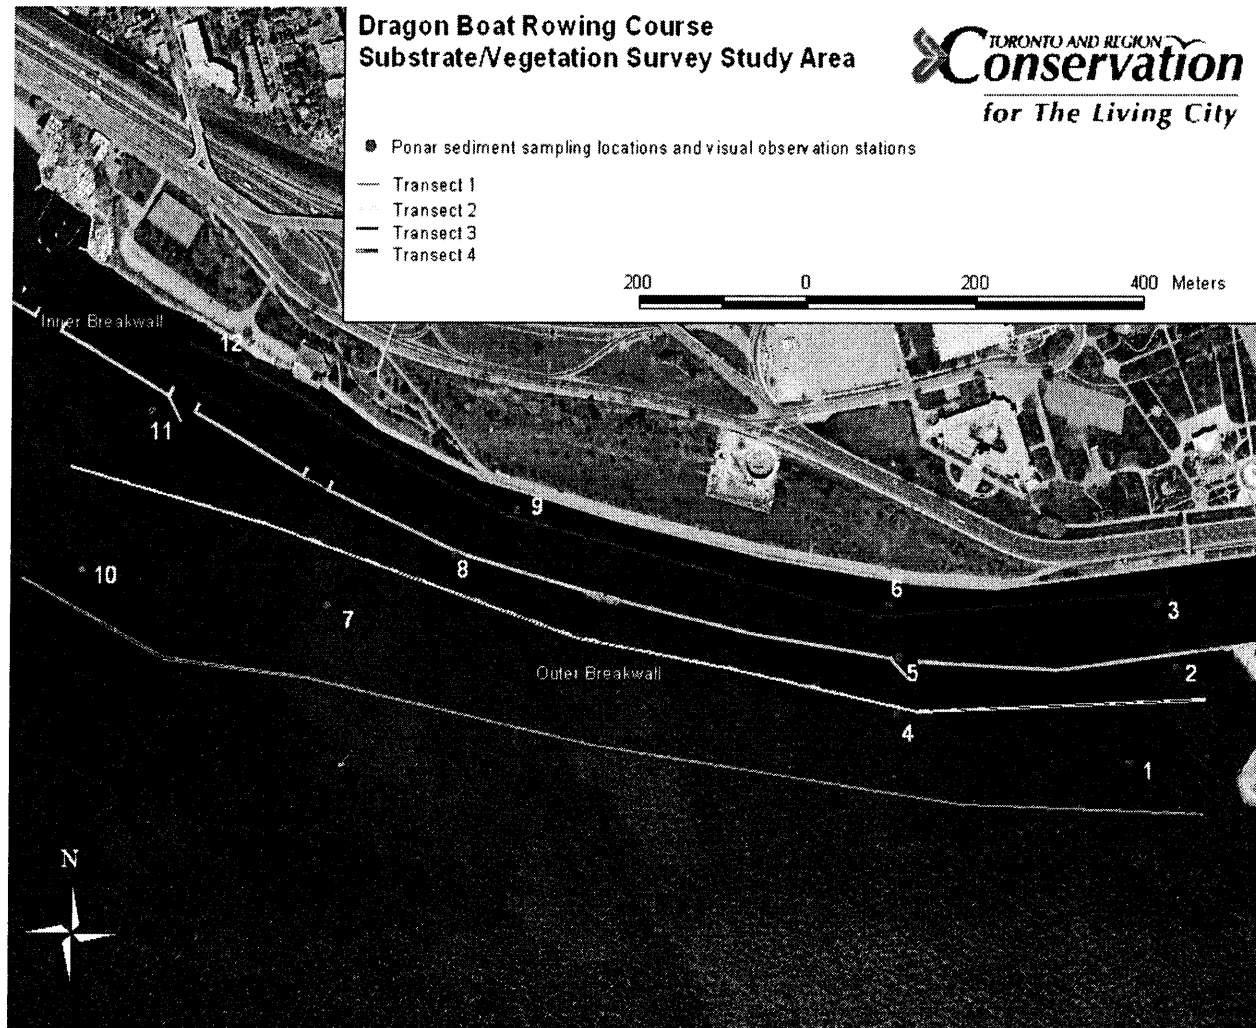 Dragon Boat Rowing Course
Substrate/Vegetation Survey Study Area
TORONTO AND REGION
Conservation
for The Living City
Ponar sediment sampling locations and visual observation stations
Transect 1
Transect 2
Transect 3
Transect 4
200 0 200 400 Meters
Inner Breakwall
12
11
9
10
8
7
6
3
Outer Breakwall
5
2
4
1
N